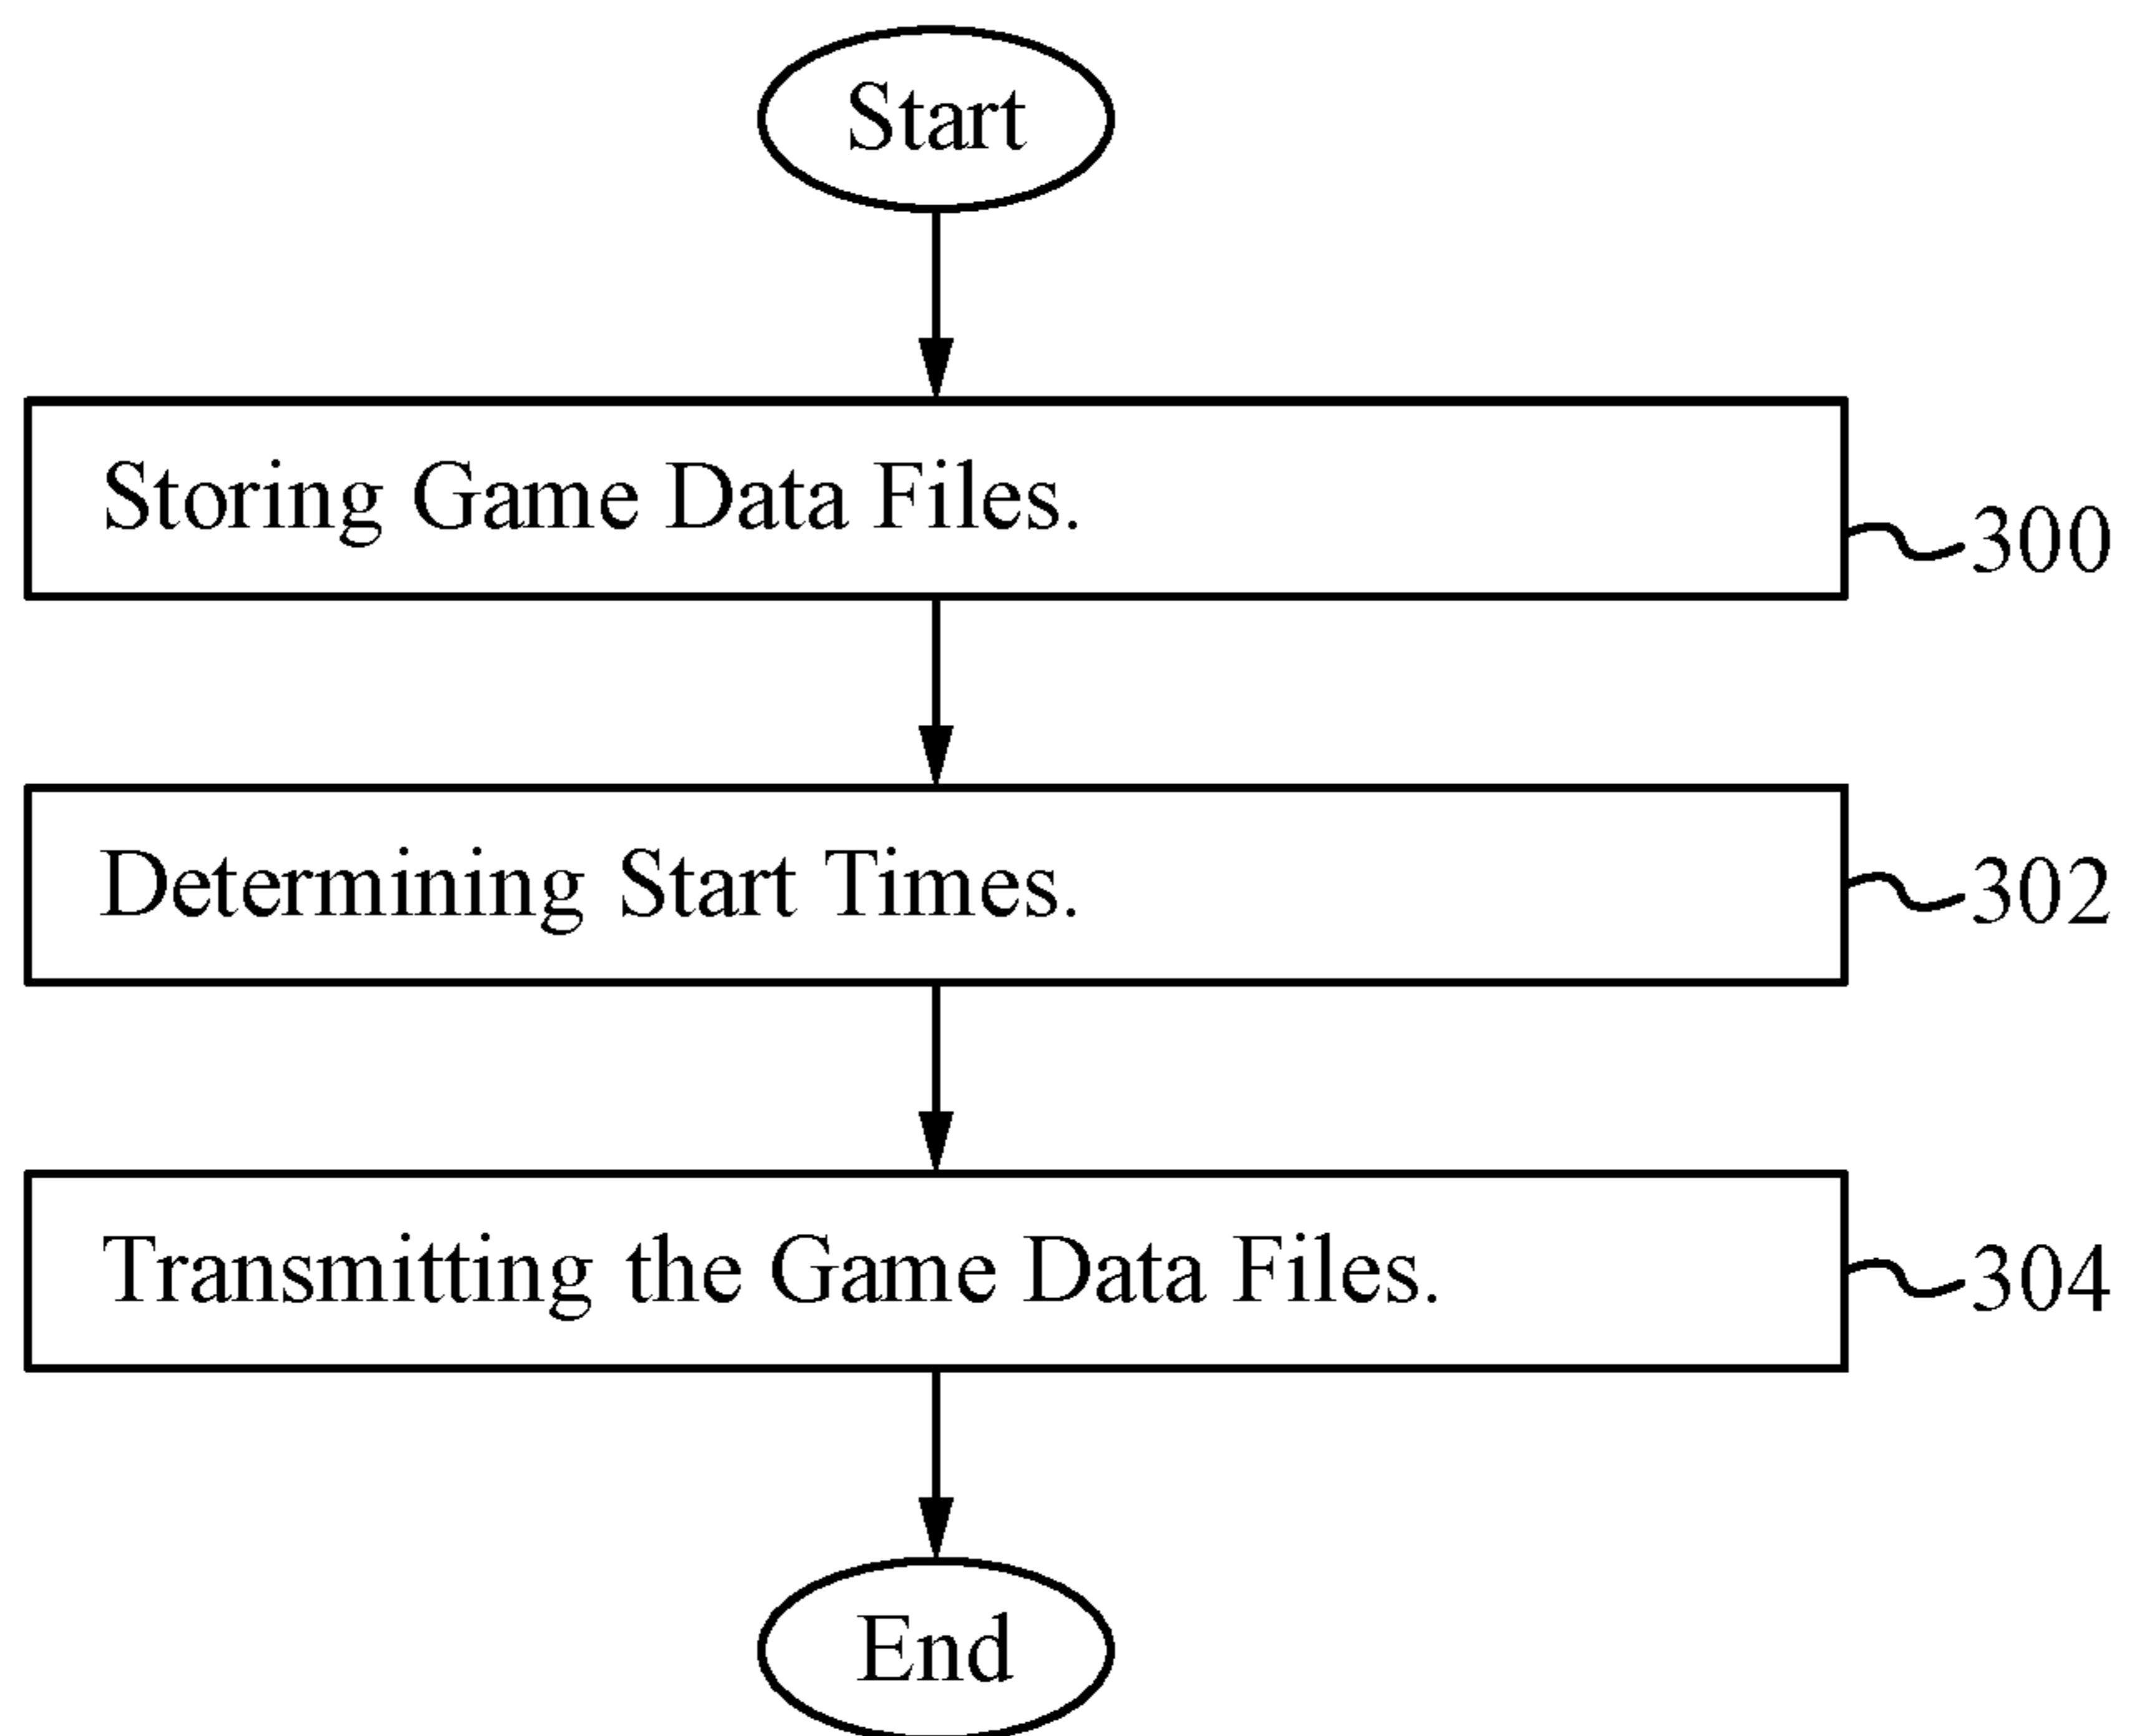 Start
Storing Game Data Files.
300
Determining Start Times.
302
Transmitting the Game Data Files.
304
End